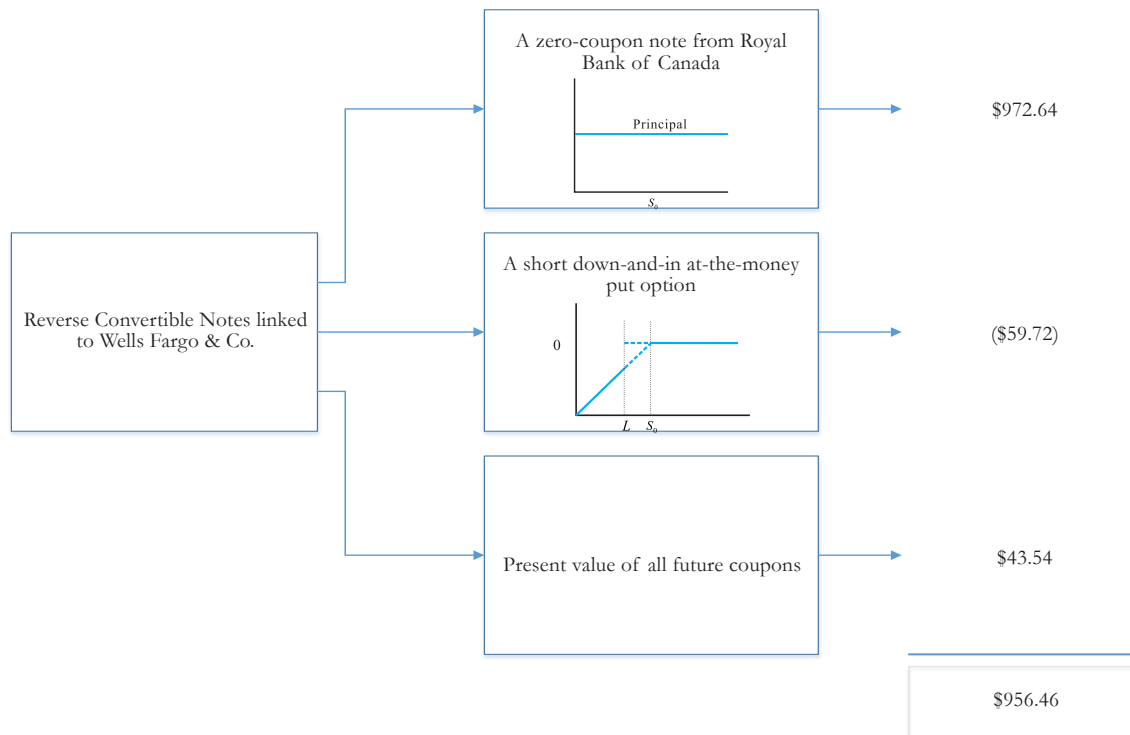 A zero-coupon note from Royal
Bank of Canada
Principal
S₀
$972.64
Reverse Convertible Notes linked
to Wells Fargo & Co.
A short down-and-in at-the-money
put option
0
L S₀
($59.72)
Present value of all future coupons
$43.54
$956.46